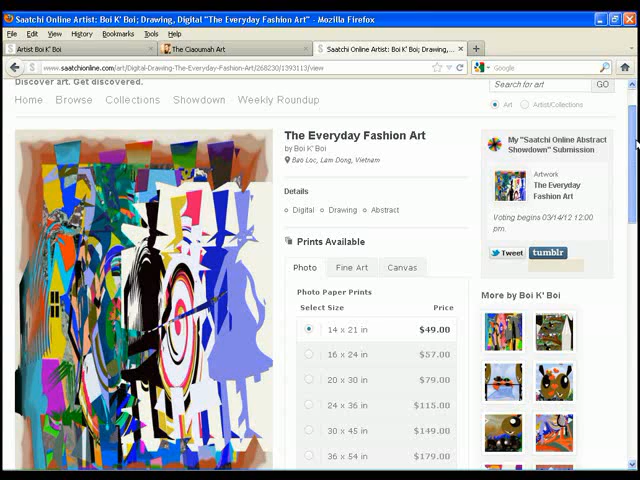 Saatchi Online Artist: Boi K' Boi; Drawing, Digital "The Everyday Fashion Art" - Mozilla Firefox
File Edit View History Bookmarks Tools Help
Artist Boi K' Boi
The Ciaoumah Art
Saatchi Online Artist: Boi K' Boi; Drawing,...
www.saatchionline.com/art/Digital-Drawing-The-Everyday-Fashion-Art/268230/1393113/view
Google
Discover art. Get discovered.
Home Browse Collections Showdown Weekly Roundup
Search for art GO
Art Artist/Collections
The Everyday Fashion Art
by Boi K' Boi
Bao Loc, Lam Dong, Vietnam
Details
Digital Drawing Abstract
Prints Available
Photo Fine Art Canvas
Photo Paper Prints
Select Size Price
14 x 21 in $49.00
16 x 24 in $57.00
20 x 30 in $79.00
24 x 36 in $115.00
30 x 45 in $149.00
36 x 54 in $179.00
My "Saatchi Online Abstract
Showdown" Submission
Artwork
The Everyday
Fashion Art
Voting begins 03/14/12 12:00
pm.
Tweet tumblr
More by Boi K' Boi